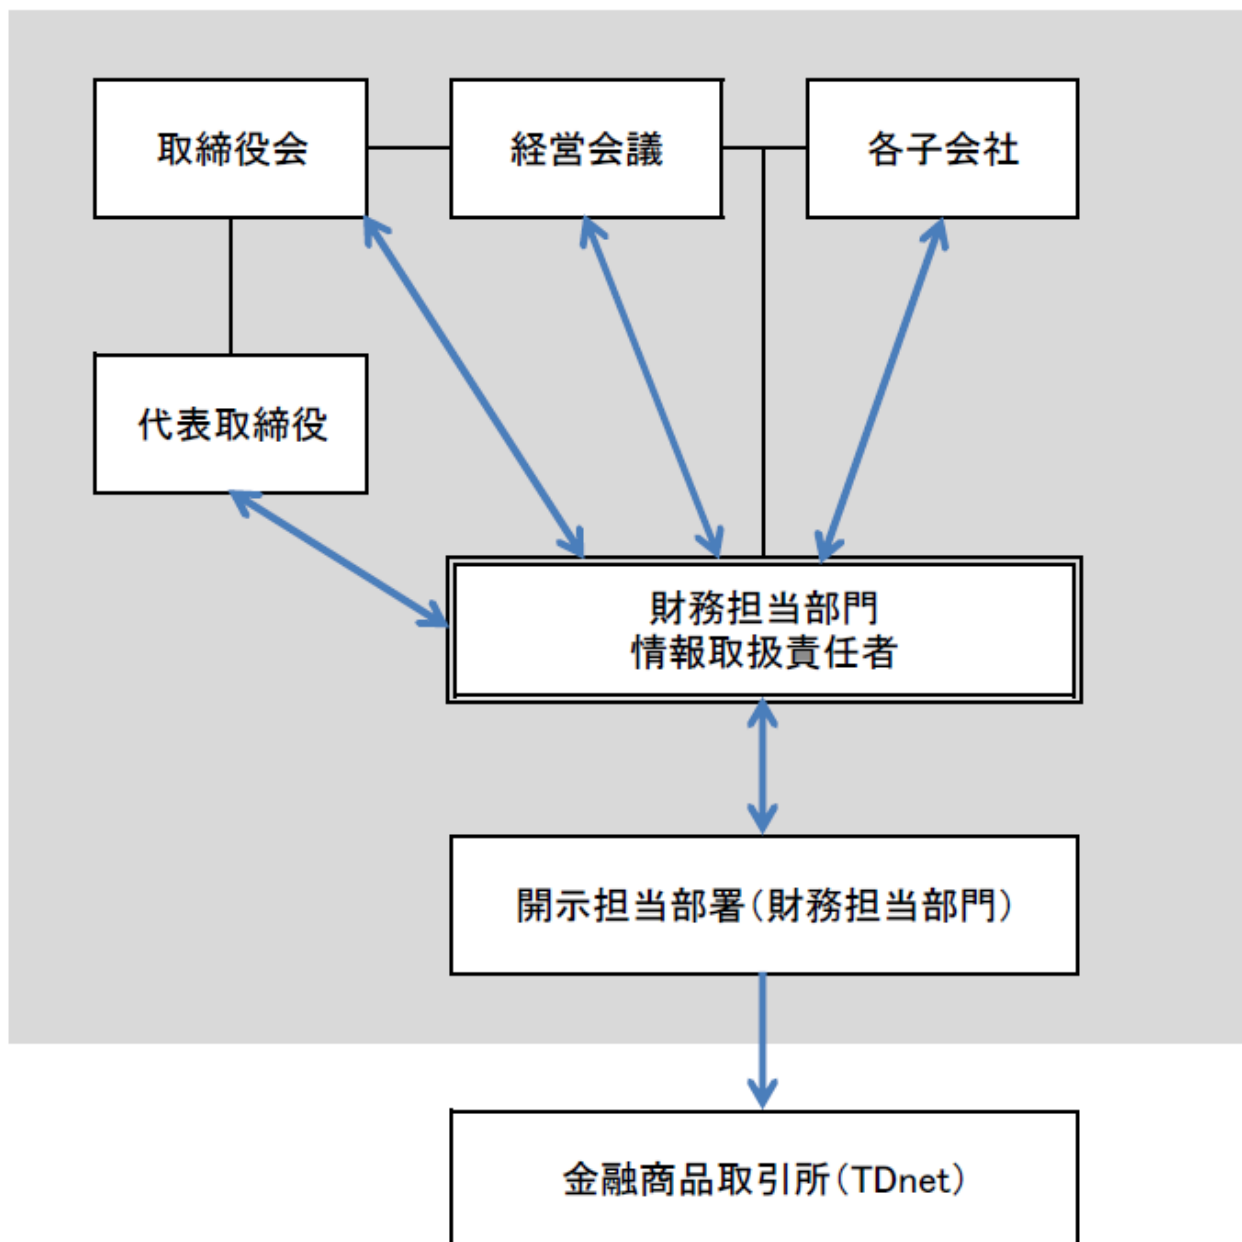 取締役会
経営会議
各子会社
代表取締役
財務担当部門
情報取扱責任者
開示担当部署(財務担当部門)
金融商品取引所(TDnet)